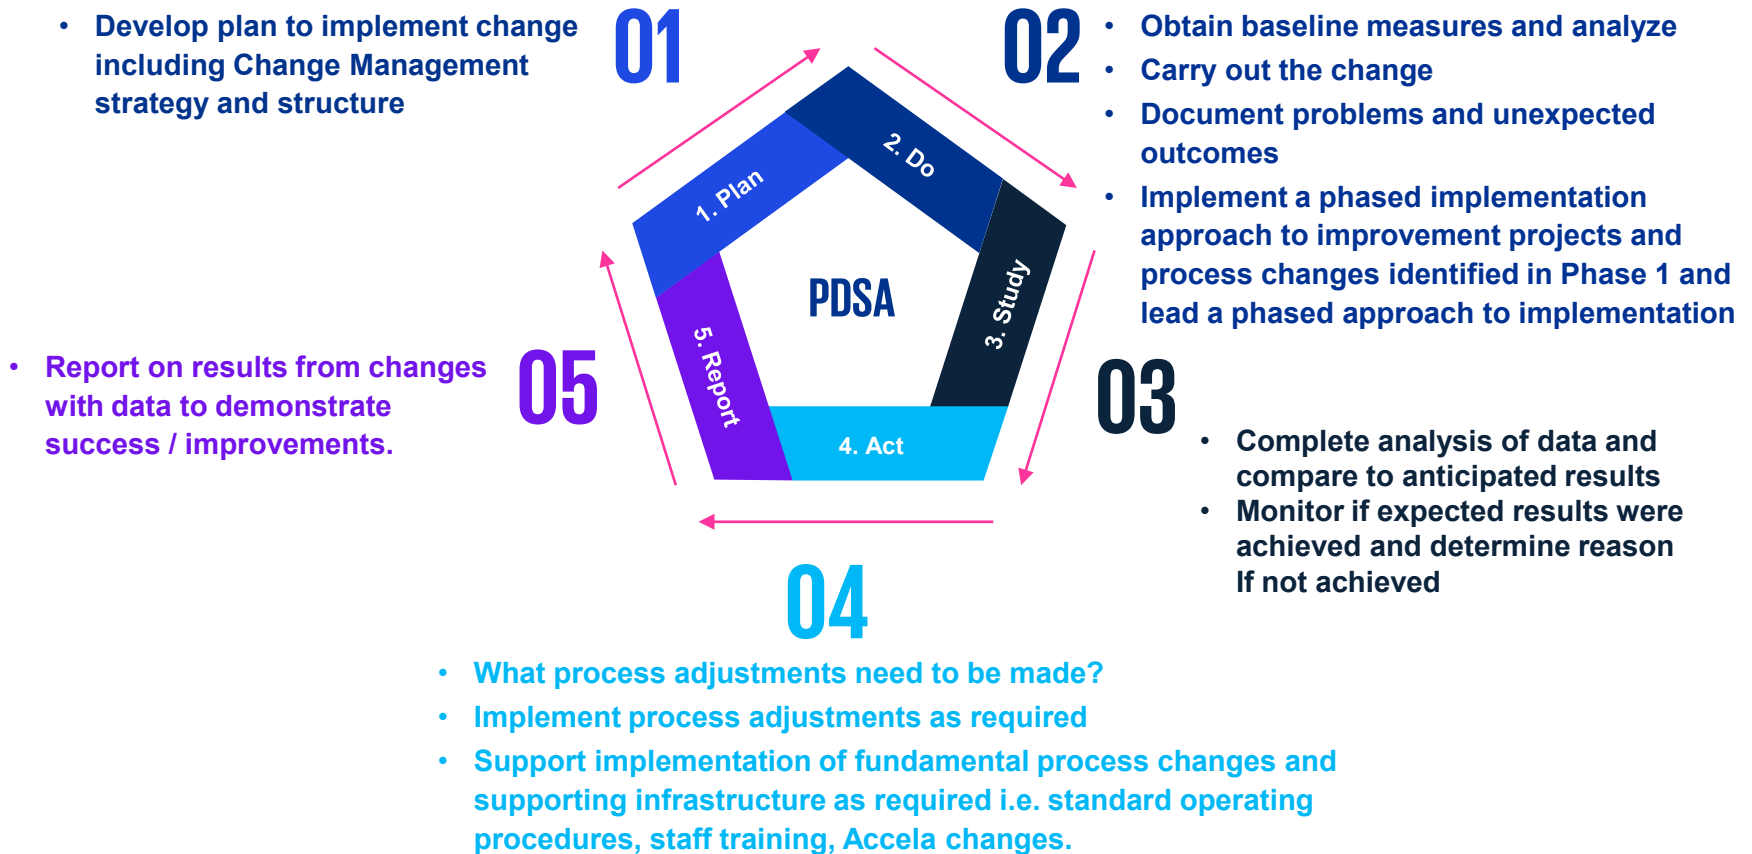 01
• Develop plan to implement change
including Change Management
strategy and structure
02
• Obtain baseline measures and analyze
• Carry out the change
• Document problems and unexpected
outcomes
• Implement a phased implementation
approach to improvement projects and
process changes identified in Phase 1 and
lead a phased approach to implementation
1. Plan
2. Do
3. Study
4. Act
5. Report
PDSA
03
• Complete analysis of data and
compare to anticipated results
• Monitor if expected results were
achieved and determine reason
If not achieved
04
• What process adjustments need to be made?
• Implement process adjustments as required
• Support implementation of fundamental process changes and
supporting infrastructure as required i.e. standard operating
procedures, staff training, Accela changes.
05
• Report on results from changes
with data to demonstrate
success / improvements.